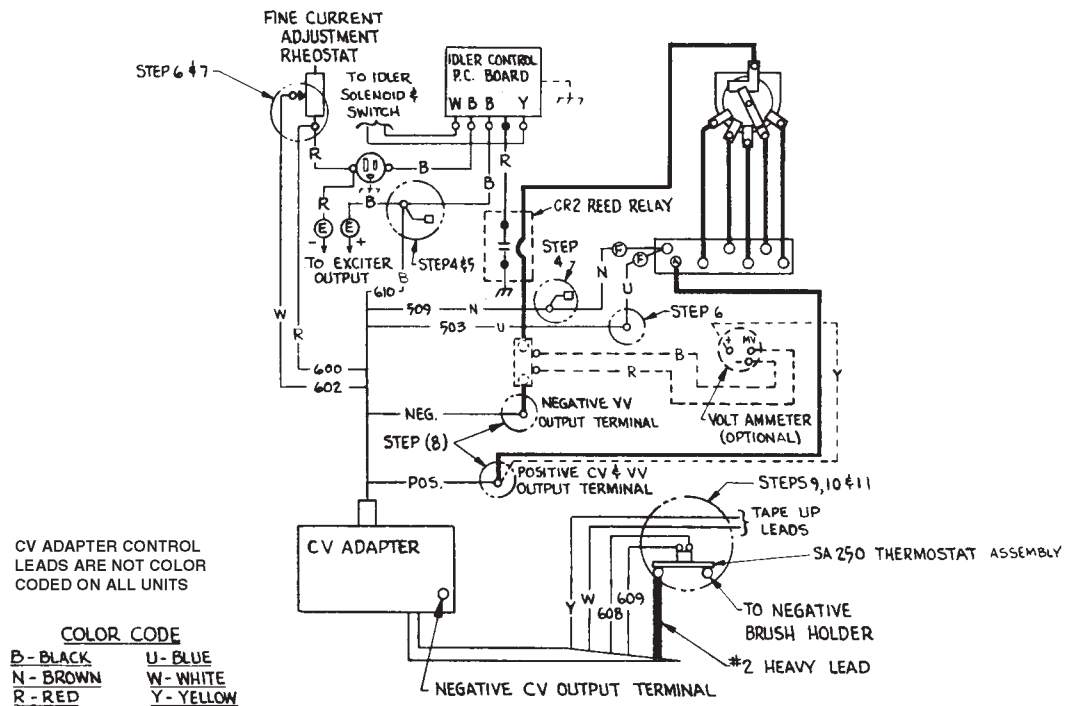 FINE CURRENT
ADJUSTMENT
RHEOSTAT
STEP 6 & 7
TO IDLER
SOLENOID &
SWITCH
IDLER CONTROL
P.C. BOARD
W B B Y
R
B
R
B
R
B
E
E
- +
TO EXCITER
OUTPUT
STEP 4 & 5
B
610
CR2 REED RELAY
STEP
4
N
F
F
A
U
509 N
503 U
STEP 6
W
R
600
602
B
R
+ MV
-
Y
VOLT AMMETER
(OPTIONAL)
NEG.
NEGATIVE VV
OUTPUT TERMINAL
STEP (8)
POS.
POSITIVE CV & VV
OUTPUT TERMINAL
STEPS 9, 10 & 11
TAPE UP
LEADS
CV ADAPTER
SA 250 THERMOSTAT ASSEMBLY
Y
W
608
609
TO NEGATIVE
BRUSH HOLDER
#2 HEAVY LEAD
NEGATIVE CV OUTPUT TERMINAL
CV ADAPTER CONTROL
LEADS ARE NOT COLOR
CODED ON ALL UNITS
COLOR CODE
B - BLACK U - BLUE
N - BROWN W - WHITE
R - RED Y - YELLOW